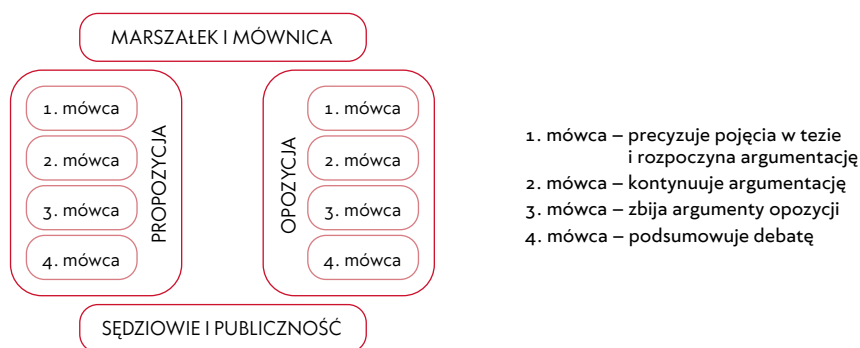 MARSZAŁEK I MÓWNICA
PROPOZYCJA
1. mówca
2. mówca
3. mówca
4. mówca
OPOZYCJA
1. mówca
2. mówca
3. mówca
4. mówca
SĘDZIOWIE I PUBLICZNOŚĆ
1. mówca – precyzuje pojęcia w tezie
i rozpoczyna argumentację
2. mówca – kontynuuje argumentację
3. mówca – zbija argumenty opozycji
4. mówca – podsumowuje debatę